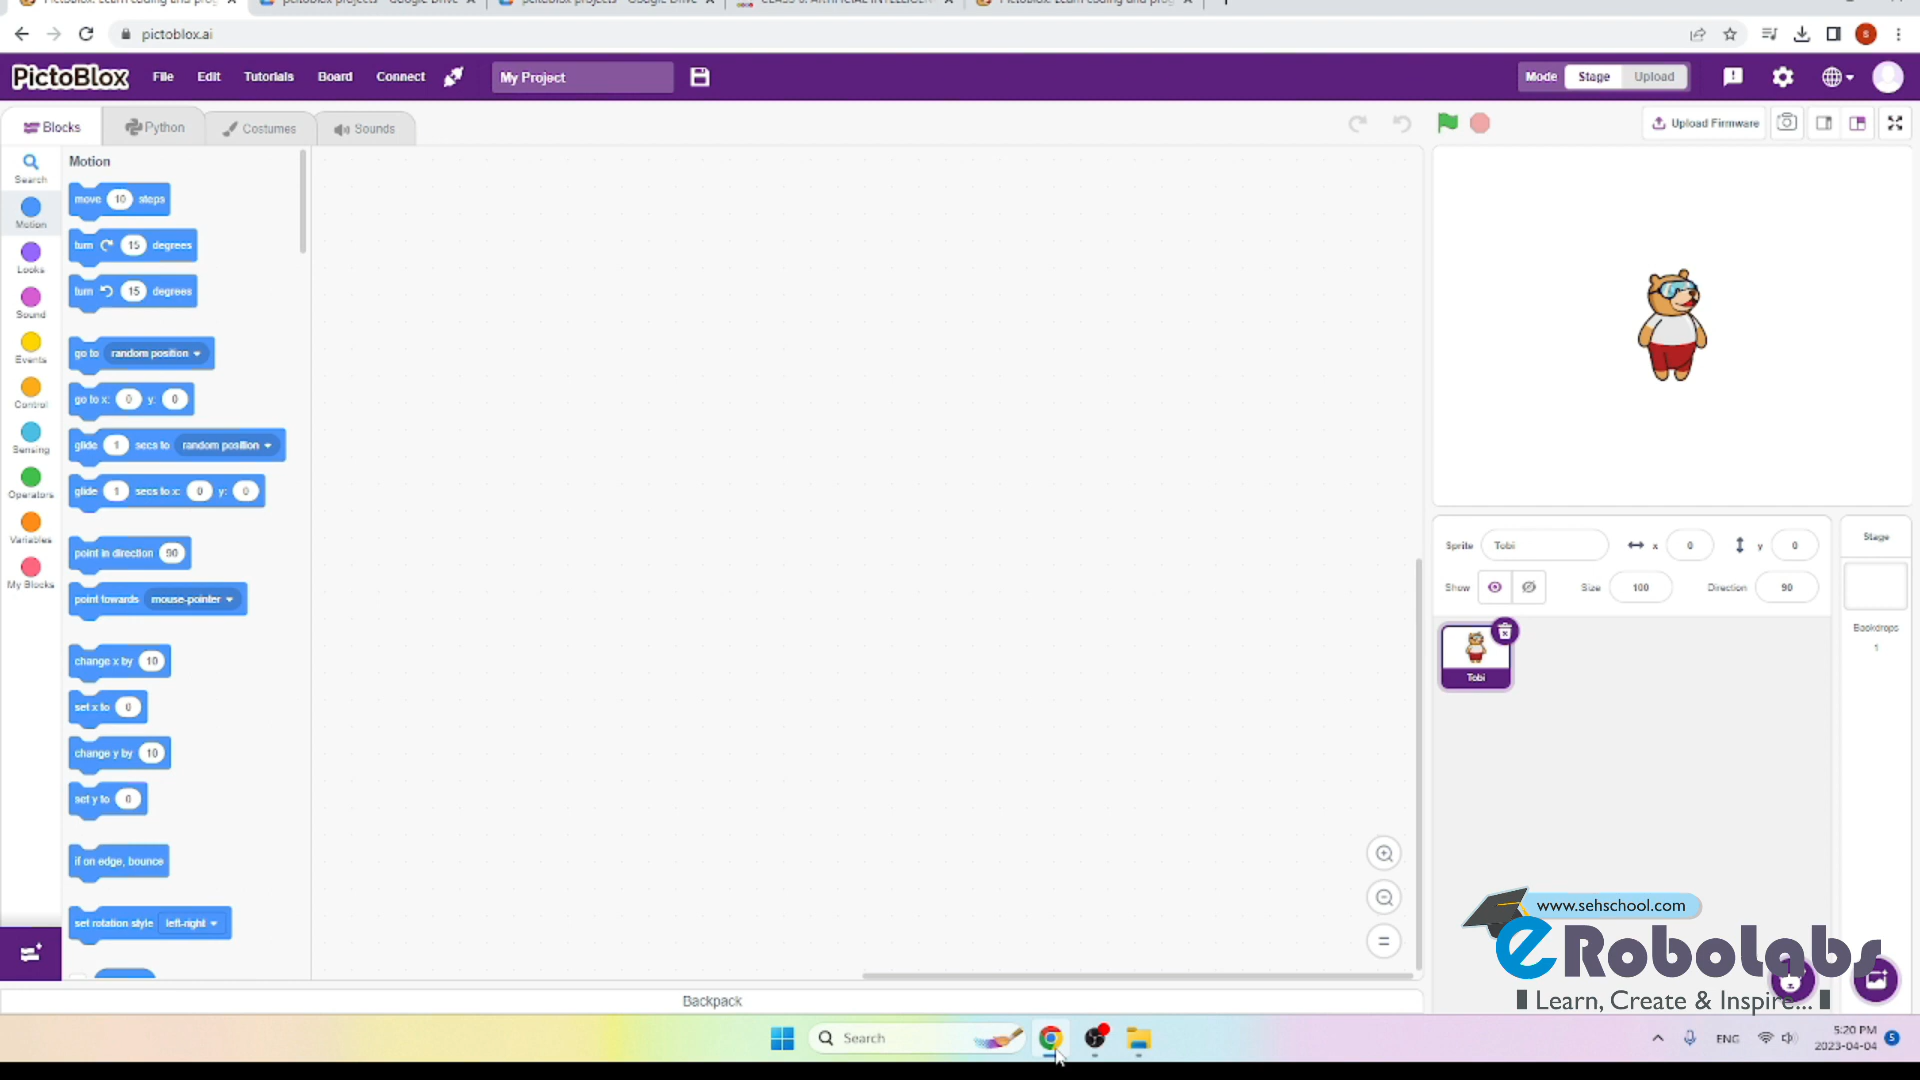 pictoblox.ai
PictoBlox File Edit Tutorials Board Connect My Project Mode Stage Upload
Blocks Python Costumes Sounds Upload Firmware
Search
Motion
Looks
Sound
Events
Control
Sensing
Operators
Variables
My Blocks
Motion
move 10 steps
turn 15 degrees
turn 15 degrees
go to random position
go to x: 0 y: 0
glide 1 secs to random position
glide 1 secs to x: 0 y: 0
point in direction 90
point towards mouse-pointer
change x by 10
set x to 0
change y by 10
set y to 0
if on edge, bounce
set rotation style left-right
Backpack
Sprite Tobi x 0 y 0
Show Size 100 Direction 90
Tobi
Stage
Backdrops
1
www.sehschool.com
eRoboLabs
Learn, Create & Inspire...
Search
ENG
5:20 PM
2023-04-04
5